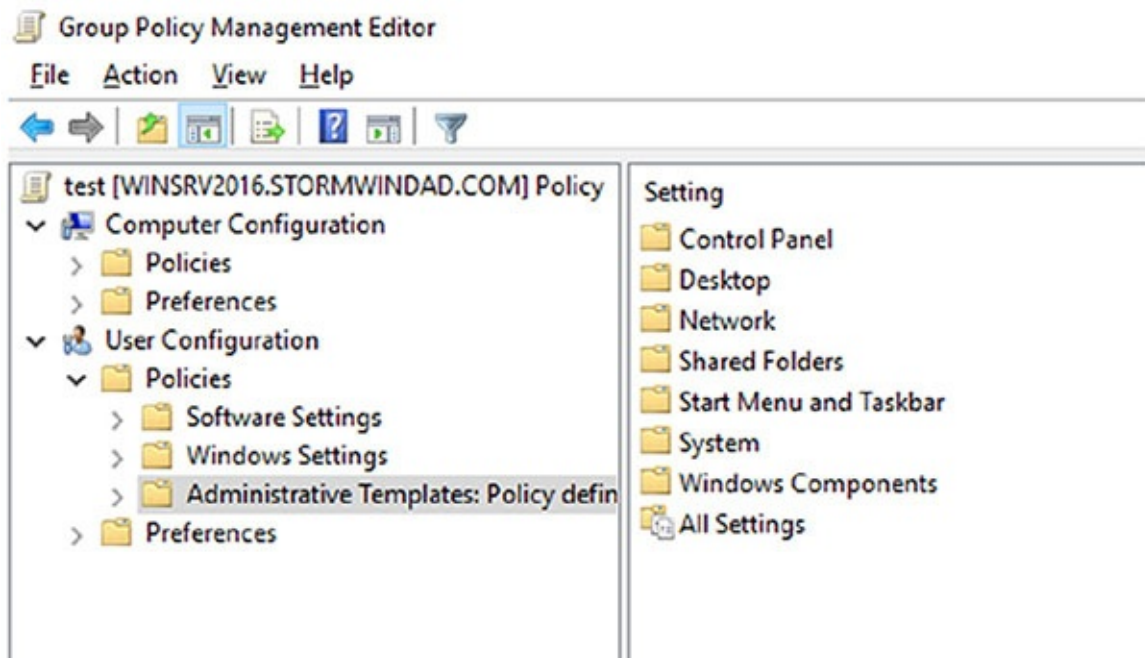 Group Policy Management Editor
File Action View Help
test [WINSRV2016.STORMWINDAD.COM] Policy
Computer Configuration
Policies
Preferences
User Configuration
Policies
Software Settings
Windows Settings
Administrative Templates: Policy defin
Preferences
Setting
Control Panel
Desktop
Network
Shared Folders
Start Menu and Taskbar
System
Windows Components
All Settings